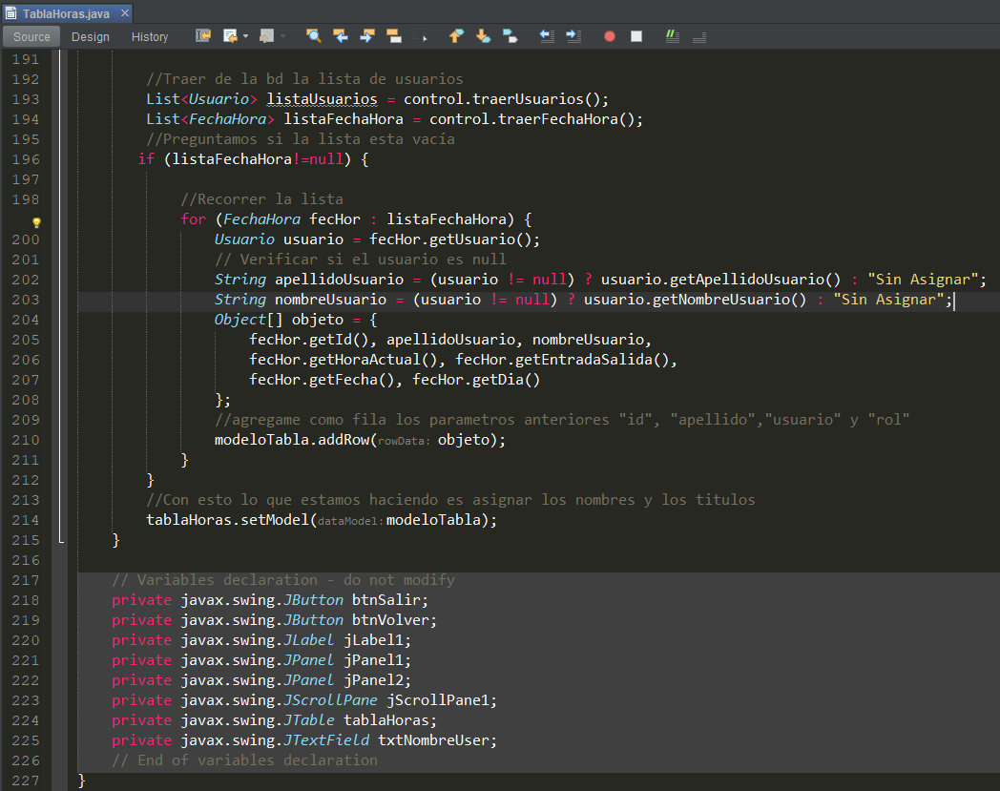 TablaHoras.java ×
Source Design History
191
192 //Traer de la bd la lista de usuarios
193 List<Usuario> listaUsuarios = control.traerUsuarios();
194 List<FechaHora> listaFechaHora = control.traerFechaHora();
195 //Preguntamos si la lista esta vacía
196 if (listaFechaHora!=null) {
197
198 //Recorrer la lista
for (FechaHora fecHor : listaFechaHora) {
200 Usuario usuario = fecHor.getUsuario();
201 // Verificar si el usuario es null
202 String apellidoUsuario = (usuario != null) ? usuario.getApellidoUsuario() : "Sin Asignar";
203 String nombreUsuario = (usuario != null) ? usuario.getNombreUsuario() : "Sin Asignar";
204 Object[] objeto = {
205 fecHor.getId(), apellidoUsuario, nombreUsuario,
206 fecHor.getHoraActual(), fecHor.getEntradaSalida(),
207 fecHor.getFecha(), fecHor.getDia()
208 };
209 //agregame como fila los parametros anteriores "id", "apellido","usuario" y "rol"
210 modeloTabla.addRow(rowData: objeto);
211 }
212 }
213 //Con esto lo que estamos haciendo es asignar los nombres y los titulos
214 tablaHoras.setModel(dataModel: modeloTabla);
215 }
216
217 // Variables declaration - do not modify
218 private javax.swing.JButton btnSalir;
219 private javax.swing.JButton btnVolver;
220 private javax.swing.JLabel jLabel1;
221 private javax.swing.JPanel jPanel1;
222 private javax.swing.JPanel jPanel2;
223 private javax.swing.JScrollPane jScrollPane1;
224 private javax.swing.JTable tablaHoras;
225 private javax.swing.JTextField txtNombreUser;
226 // End of variables declaration
227 }